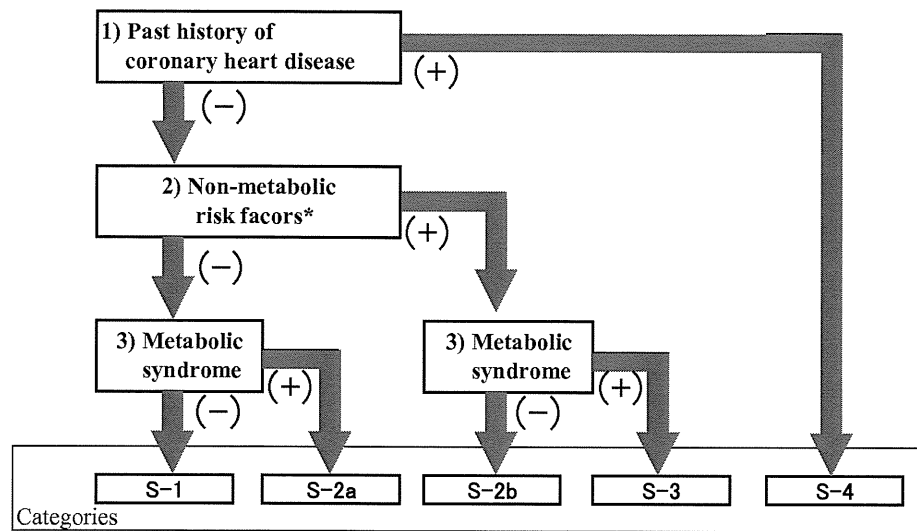 1) Past history of
coronary heart disease
(+)
(−)
2) Non-metabolic
risk facors*
(+)
(−)
3) Metabolic
syndrome
(+)
(−)
3) Metabolic
syndrome
(+)
(−)
S-1
S-2a
S-2b
S-3
S-4
Categories